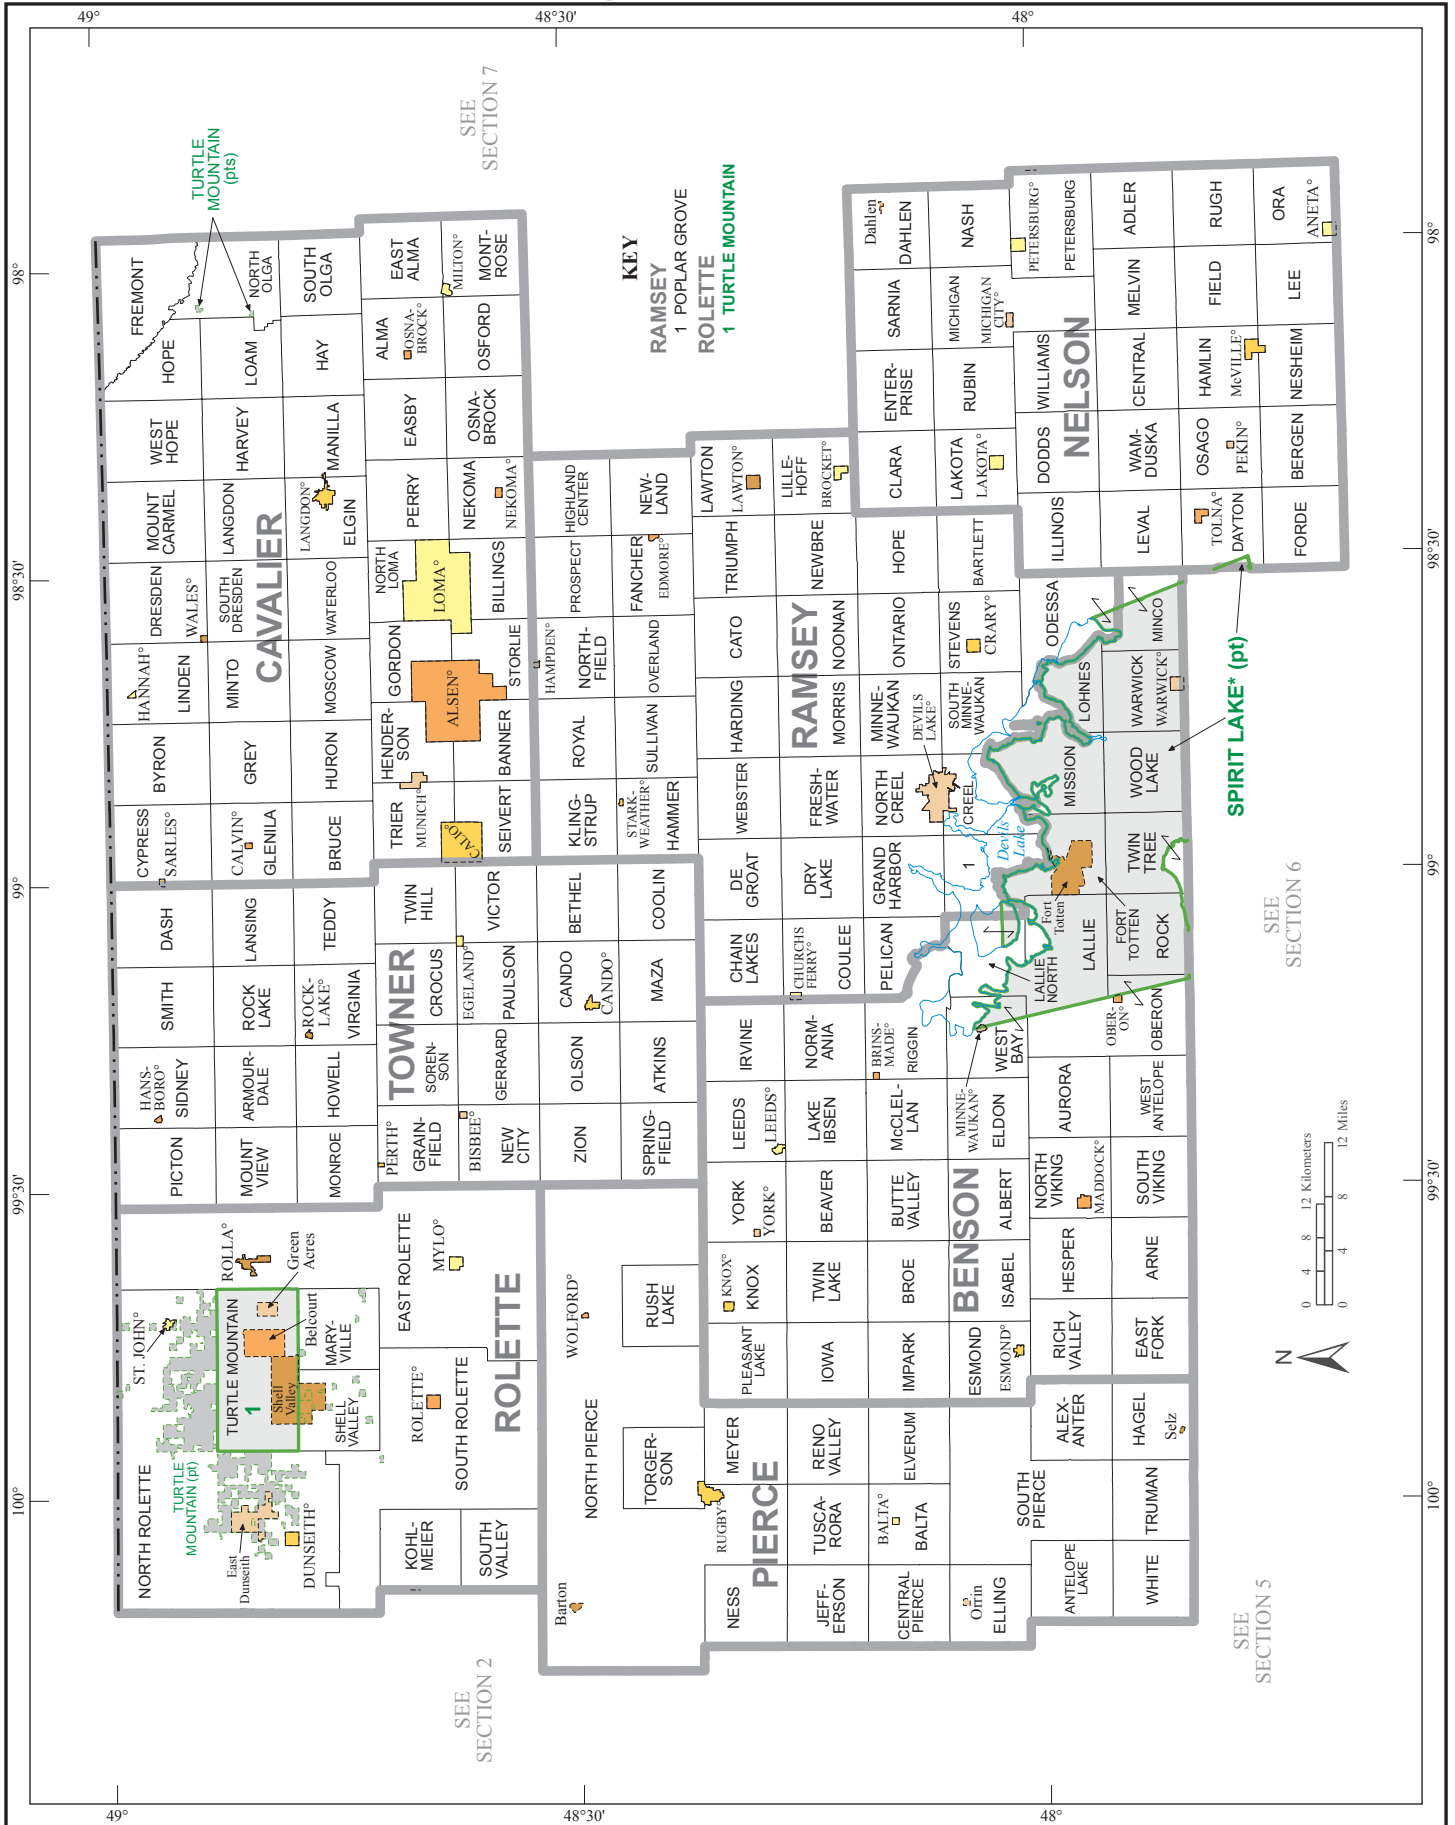 49°
48°30'
48°
98°
98°30'
99°
99°30'
100°
98°
98°30'
99°
99°30'
100°
49°
48°30'
48°
SEE
SECTION 7
SEE
SECTION 6
SEE
SECTION 5
SEE
SECTION 2
KEY
RAMSEY
1 POPLAR GROVE
ROLETTE
1 TURTLE MOUNTAIN
TURTLE
MOUNTAIN
(pts)
CAVALIER
FREMONT
NORTH
OLGA
SOUTH
OLGA
EAST
ALMA
MILTON°
MONT-
ROSE
HOPE
LOAM
HAY
ALMA
OSNA-
BROCK°
OSFORD
WEST
HOPE
HARVEY
MANILLA
EASBY
OSNA-
BROCK
MOUNT
CARMEL
LANGDON
LANGDON°
ELGIN
PERRY
NEKOMA
NEKOMA°
DRESDEN
WALES°
SOUTH
DRESDEN
WATERLOO
NORTH
LOMA
LOMA°
BILLINGS
HANNAH°
LINDEN
MINTO
MOSCOW
GORDON
ALSEN°
STORLIE
BYRON
GREY
HURON
HENDER-
SON
BANNER
CYPRESS
SARLES°
CALVIN°
GLENILA
BRUCE
TRIER
MUNICH°
CALIO°
SEIVERT
TOWNER
DASH
LANSING
TEDDY
TWIN
HILL
VICTOR
BETHEL
COOLIN
SMITH
ROCK
LAKE
ROCK-
LAKE°
VIRGINIA
CROCUS
EGELAND°
PAULSON
CANDO
CANDO°
MAZA
HANS-
BORO°
SIDNEY
ARMOUR-
DALE
HOWELL
SOREN-
SON
GERRARD
OLSON
ATKINS
PICTON
MOUNT
VIEW
MONROE
PERTH°
GRAIN-
FIELD
BISBEE°
NEW
CITY
ZION
SPRING-
FIELD
ROLETTE
ROLLA°
Green
Acres
ST. JOHN°
TURTLE MOUNTAIN
1
Belcourt
Shell
Valley
MARY-
VILLE
SHELL
VALLEY
NORTH ROLETTE
TURTLE
MOUNTAIN (pt)
East
Dunseith
DUNSEITH°
EAST ROLETTE
MYLO°
ROLETTE°
SOUTH ROLETTE
KOHL-
MEIER
SOUTH
VALLEY
PIERCE
WOLFORD°
RUSH
LAKE
NORTH PIERCE
TORGER-
SON
Barton
RUGBY°
MEYER
RENO
VALLEY
ELVERUM
TUSCA-
RORA
BALTA°
BALTA
SOUTH
PIERCE
NESS
JEFF-
ERSON
CENTRAL
PIERCE
Orrin
ELLING
ALEX-
ANTER
HAGEL
Selz
TRUMAN
ANTELOPE
LAKE
WHITE
RAMSEY
HIGHLAND
CENTER
NEW-
LAND
LAWTON
LAWTON°
LILLE-
HOFF
BROCKET°
PROSPECT
FANCHER
EDMORE°
TRIUMPH
NEWBRE
HOPE
BARTLETT
HAMPDEN°
NORTH-
FIELD
OVERLAND
CATO
NOONAN
ONTARIO
STEVENS
CRARY°
ODESSA
ROYAL
SULLIVAN
HARDING
MORRIS
MINNE-
WAUKAN
DEVILS
LAKE°
SOUTH
MINNE-
WAUKAN
KLING-
STRUP
STARK-
WEATHER°
HAMMER
WEBSTER
FRESH-
WATER
NORTH
CREEL
CREEL
DE
GROAT
DRY
LAKE
GRAND
HARBOR
1
Devils
Lake
CHAIN
LAKES
CHURCHS
FERRY°
COULEE
PELICAN
NELSON
Dahlen
DAHLEN
NASH
PETERSBURG°
PETERSBURG
ADLER
RUGH
ORA
ANETA°
SARNIA
MICHIGAN
MICHIGAN
CITY°
MELVIN
FIELD
LEE
ENTER-
PRISE
RUBIN
WILLIAMS
CENTRAL
HAMLIN
McVILLE°
NESHEIM
CLARA
LAKOTA
LAKOTA°
DODDS
WAM-
DUSKA
OSAGO
PEKIN°
BERGEN
ILLINOIS
LEVAL
TOLNA°
DAYTON
FORDE
BENSON
LOHNES
MINCO
WARWICK
WARWICK°
MISSION
WOOD
LAKE
TWIN
TREE
Fort
Totten
FORT
TOTTEN
LALLIE
ROCK
LALLIE
NORTH
SPIRIT LAKE* (pt)
IRVINE
NORM-
ANIA
BRINS-
MADE°
RIGGIN
WEST
BAY
OBER-
ON°
OBERON
LEEDS
LEEDS°
LAKE
IBSEN
McCLEL-
LAN
MINNE-
WAUKAN°
ELDON
AURORA
WEST
ANTELOPE
YORK
YORK°
BEAVER
BUTTE
VALLEY
ALBERT
NORTH
VIKING
MADDOCK°
SOUTH
VIKING
KNOX°
KNOX
TWIN
LAKE
BROE
ISABEL
HESPER
ARNE
PLEASANT
LAKE
IOWA
IMPARK
ESMOND
ESMOND°
RICH
VALLEY
EAST
FORK
N
0 4 8 12 Kilometers
0 4 8 12 Miles